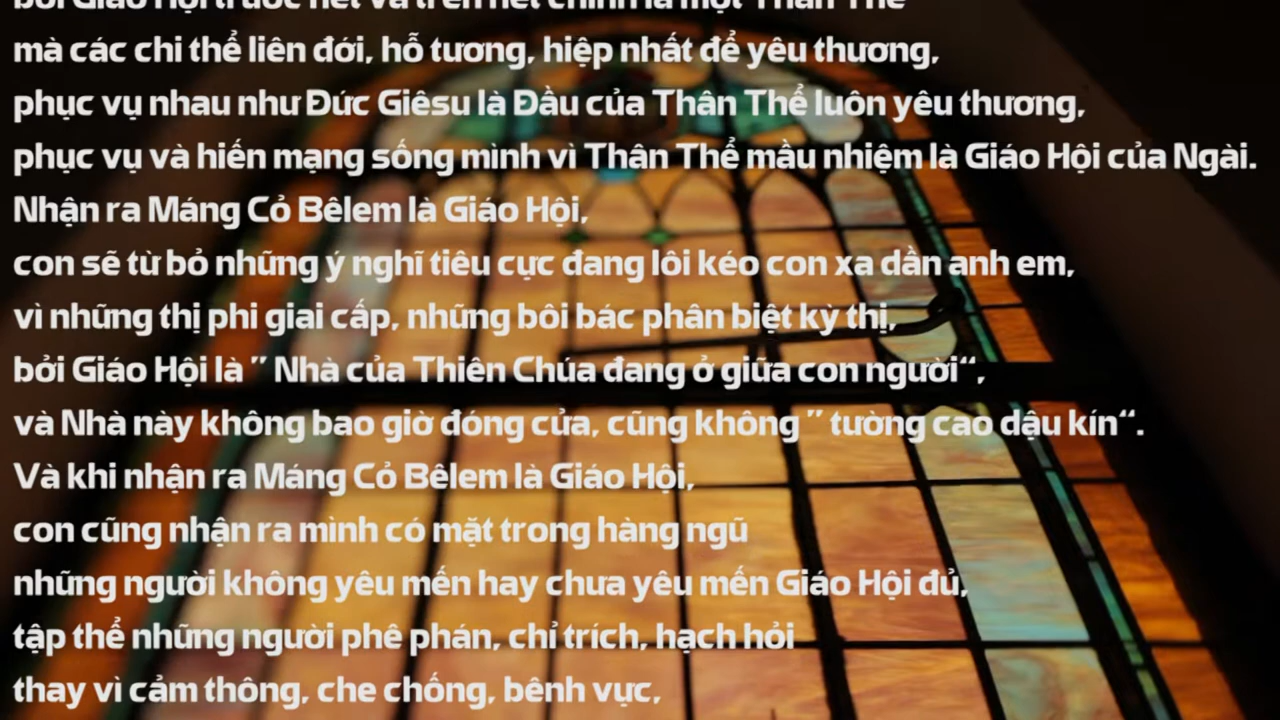 bởi Giáo Hội trước hết và trên hết chính là một Thân Thể
mà các chi thể liên đới, hỗ tương, hiệp nhất để yêu thương,
phục vụ nhau như Đức Giêsu là Đầu của Thân Thể luôn yêu thương,
phục vụ và hiến mạng sống mình vì Thân Thể mầu nhiệm là Giáo Hội của Ngài.
Nhận ra Máng Cỏ Bêlem là Giáo Hội,
con sẽ từ bỏ những ý nghĩ tiêu cực đang lôi kéo con xa dần anh em,
vì những thị phi giai cấp, những bôi bác phân biệt kỳ thị,
bởi Giáo Hội là ” Nhà của Thiên Chúa đang ở giữa con người“,
và Nhà này không bao giờ đóng cửa, cũng không ” tường cao dậu kín“.
Và khi nhận ra Máng Cỏ Bêlem là Giáo Hội,
con cũng nhận ra mình có mặt trong hàng ngũ
những người không yêu mến hay chưa yêu mến Giáo Hội đủ,
tập thể những người phê phán, chỉ trích, hạch hỏi
thay vì cảm thông, che chống, bênh vực,